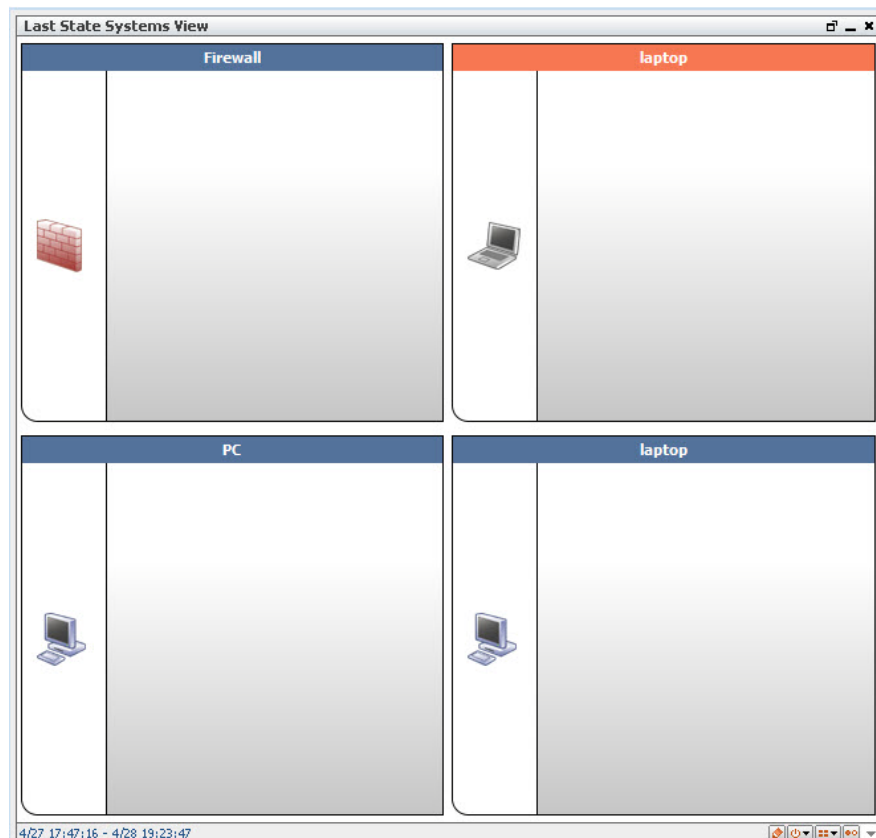 Last State Systems View
Firewall
laptop
PC
laptop
4/27 17:47:16 - 4/28 19:23:47